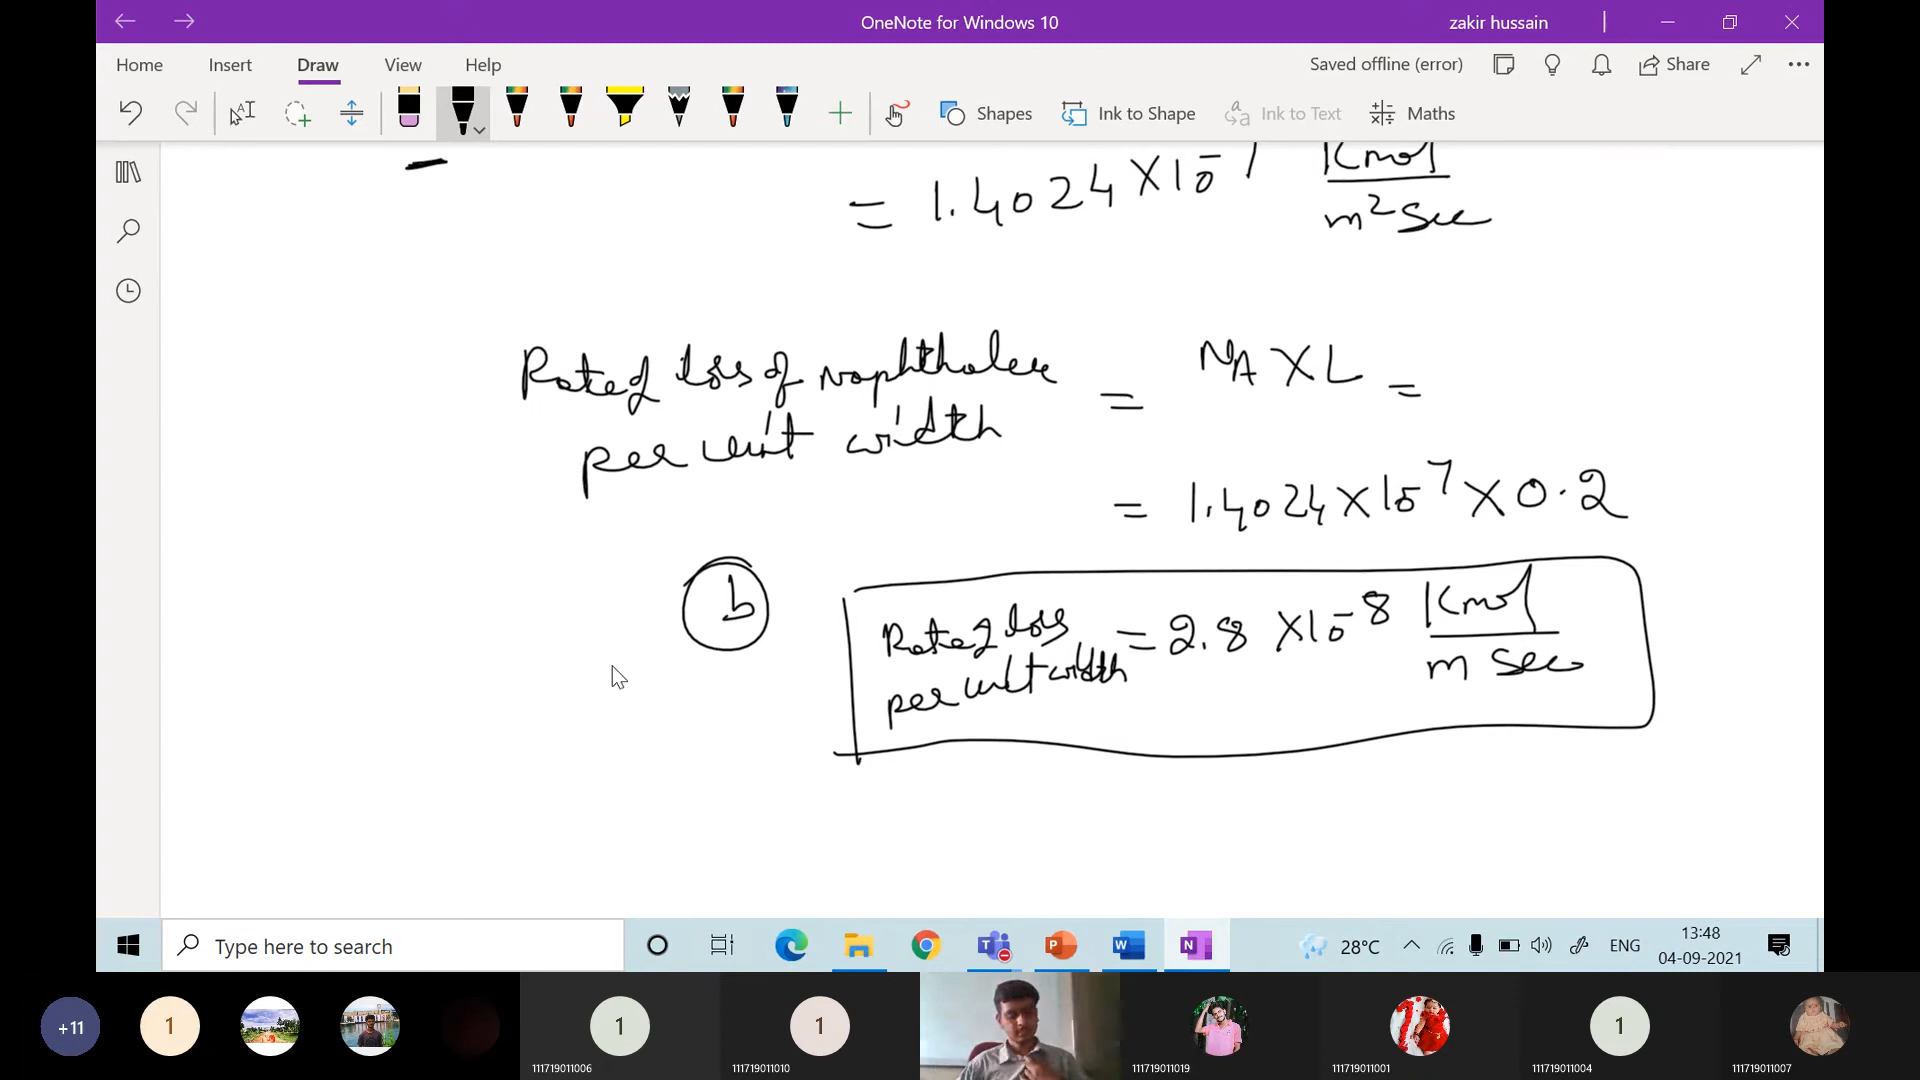 OneNote for Windows 10
zakir hussain
Home Insert Draw View Help
Saved offline (error)
Share
Shapes
Ink to Shape
Ink to Text
Maths
= 1.4024 X 10⁻⁷ Kmol
m² Sec
Rate of loss of Naphthalene
per unit width
= NA X L =
= 1.4024 X 10⁻⁷ X 0.2
b
Rate of loss
per unit width
= 2.8 X 10⁻⁸ Kmol
m Sec
Type here to search
28°C
ENG
13:48
04-09-2021
+11
1
1
1
1
111719011006
111719011010
111719011019
111719011001
111719011004
111719011007